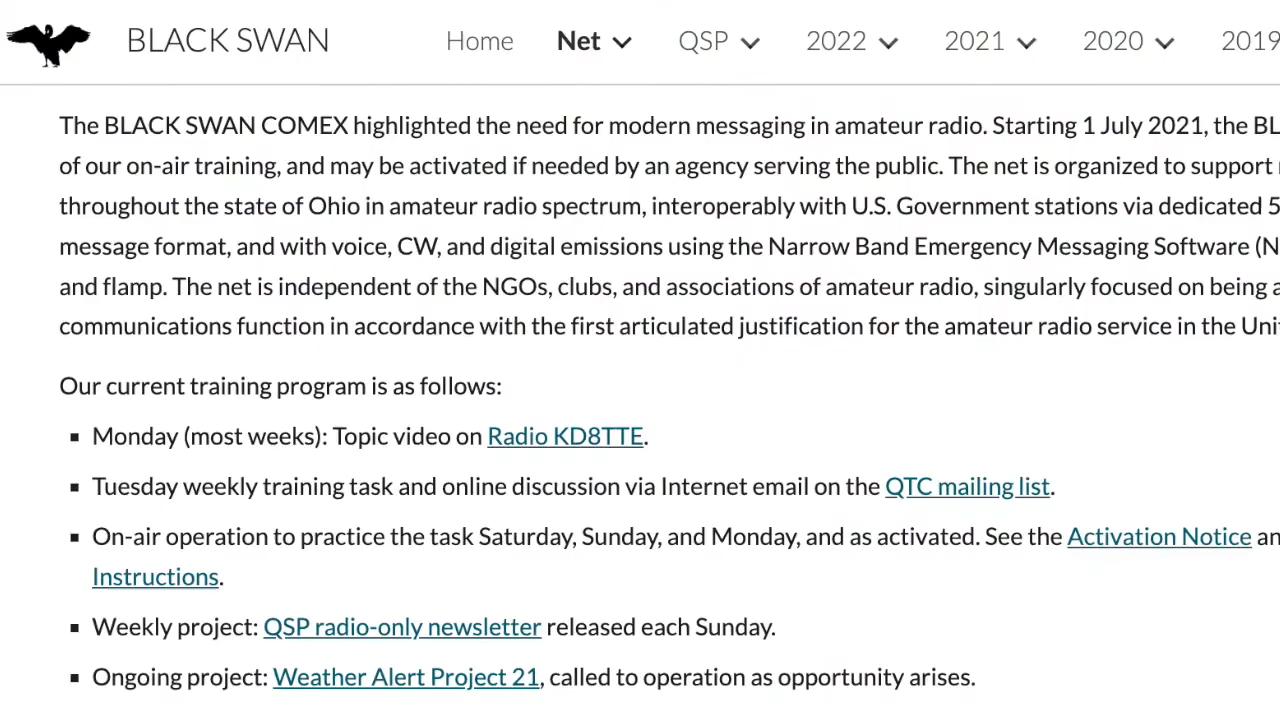 BLACK SWAN Home Net QSP 2022 2021 2020 2019
The BLACK SWAN COMEX highlighted the need for modern messaging in amateur radio. Starting 1 July 2021, the BL
of our on-air training, and may be activated if needed by an agency serving the public. The net is organized to support
throughout the state of Ohio in amateur radio spectrum, interoperably with U.S. Government stations via dedicated 5
message format, and with voice, CW, and digital emissions using the Narrow Band Emergency Messaging Software (N
and flamp. The net is independent of the NGOs, clubs, and associations of amateur radio, singularly focused on being a
communications function in accordance with the first articulated justification for the amateur radio service in the Unit
Our current training program is as follows:
▪ Monday (most weeks): Topic video on Radio KD8TTE.
▪ Tuesday weekly training task and online discussion via Internet email on the QTC mailing list.
▪ On-air operation to practice the task Saturday, Sunday, and Monday, and as activated. See the Activation Notice an
Instructions.
▪ Weekly project: QSP radio-only newsletter released each Sunday.
▪ Ongoing project: Weather Alert Project 21, called to operation as opportunity arises.